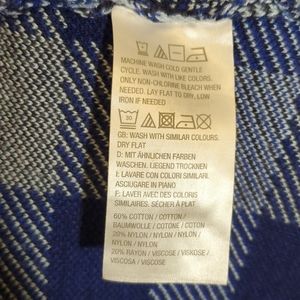 MACHINE WASH COLD GENTLE
CYCLE. WASH WITH LIKE COLORS.
ONLY NON-CHLORINE BLEACH WHEN
NEEDED. LAY FLAT TO DRY, LOW
IRON IF NEEDED
30
GB: WASH WITH SIMILAR COLOURS.
DRY FLAT
D: MIT ÄHNLICHEN FARBEN
WASCHEN, LIEGEND TROCKNEN
I: LAVARE CON COLORI SIMILARI.
ASCIUGARE IN PIANO
F: LAVER AVEC DES COLORIS
SIMILAIRES. SÉCHER À PLAT
60% COTTON / COTTON /
BAUMWOLLE / COTONE / COTON
20% NYLON / NYLON / NYLON /
NYLON / NYLON
20% RAYON / VISCOSE / VISKOSE /
VISCOSA / VISCOSE